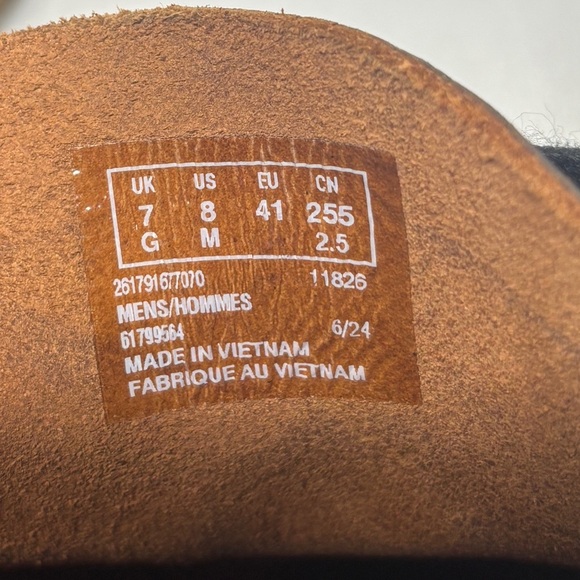 UK US EU CN
7 8 41 255
G M 2.5
261791677070 11826
MENS/HOMMES
61799564 6/24
MADE IN VIETNAM
FABRIQUE AU VIETNAM